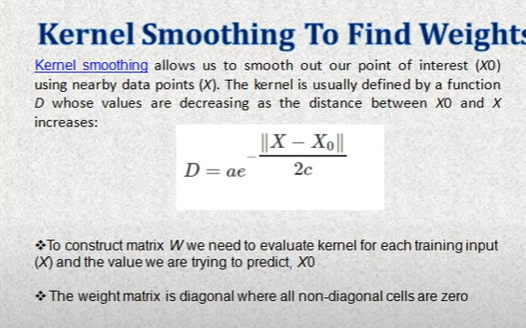 Kernel Smoothing To Find Weights
Kernel smoothing allows us to smooth out our point of interest (X0)
using nearby data points (X). The kernel is usually defined by a function
D whose values are decreasing as the distance between X0 and X
increases:
D = ae^{-\frac{\|X - X_0\|}{2c}}
❖To construct matrix W we need to evaluate kernel for each training input
(X) and the value we are trying to predict, X0
❖ The weight matrix is diagonal where all non-diagonal cells are zero